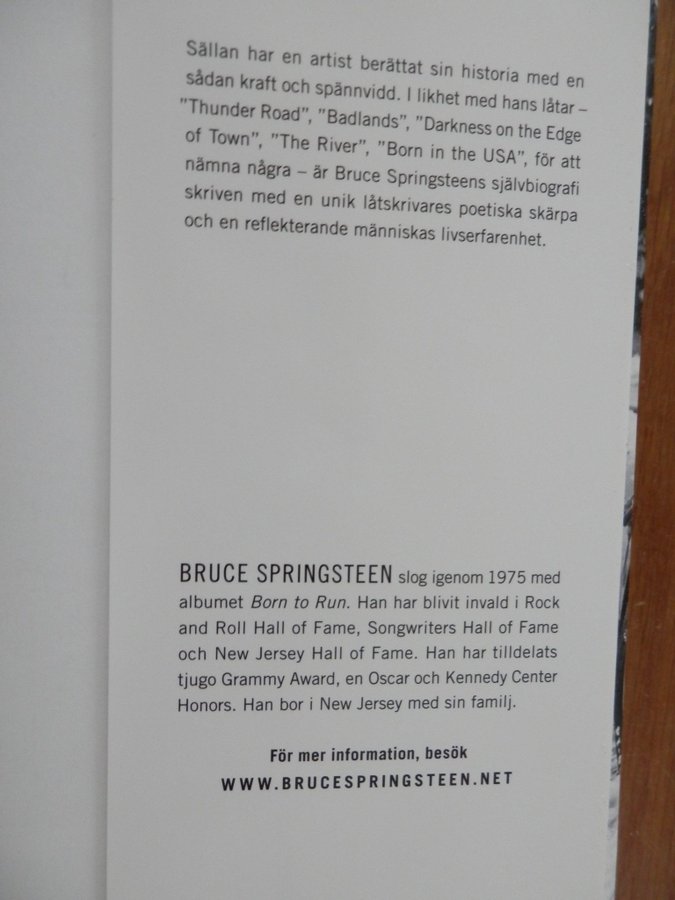 Sällan har en artist berättat sin historia med en
sådan kraft och spännvidd. I likhet med hans låtar –
”Thunder Road”, ”Badlands”, ”Darkness on the Edge
of Town”, ”The River”, ”Born in the USA”, för att
nämna några – är Bruce Springsteens självbiografi
skriven med en unik låtskrivares poetiska skärpa
och en reflekterande människas livserfarenhet.
BRUCE SPRINGSTEEN slog igenom 1975 med
albumet Born to Run. Han har blivit invald i Rock
and Roll Hall of Fame, Songwriters Hall of Fame
och New Jersey Hall of Fame. Han har tilldelats
tjugo Grammy Award, en Oscar och Kennedy Center
Honors. Han bor i New Jersey med sin familj.
För mer information, besök
WWW.BRUCESPRINGSTEEN.NET